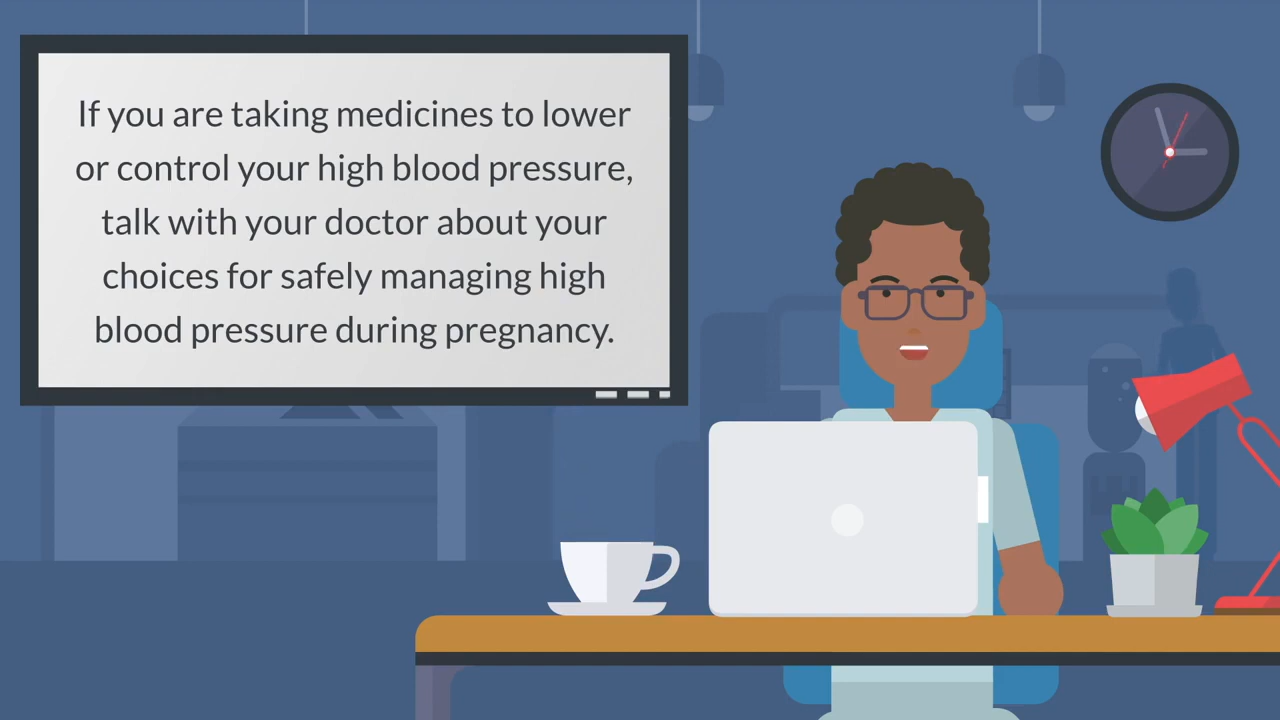 If you are taking medicines to lower
or control your high blood pressure,
talk with your doctor about your
choices for safely managing high
blood pressure during pregnancy.